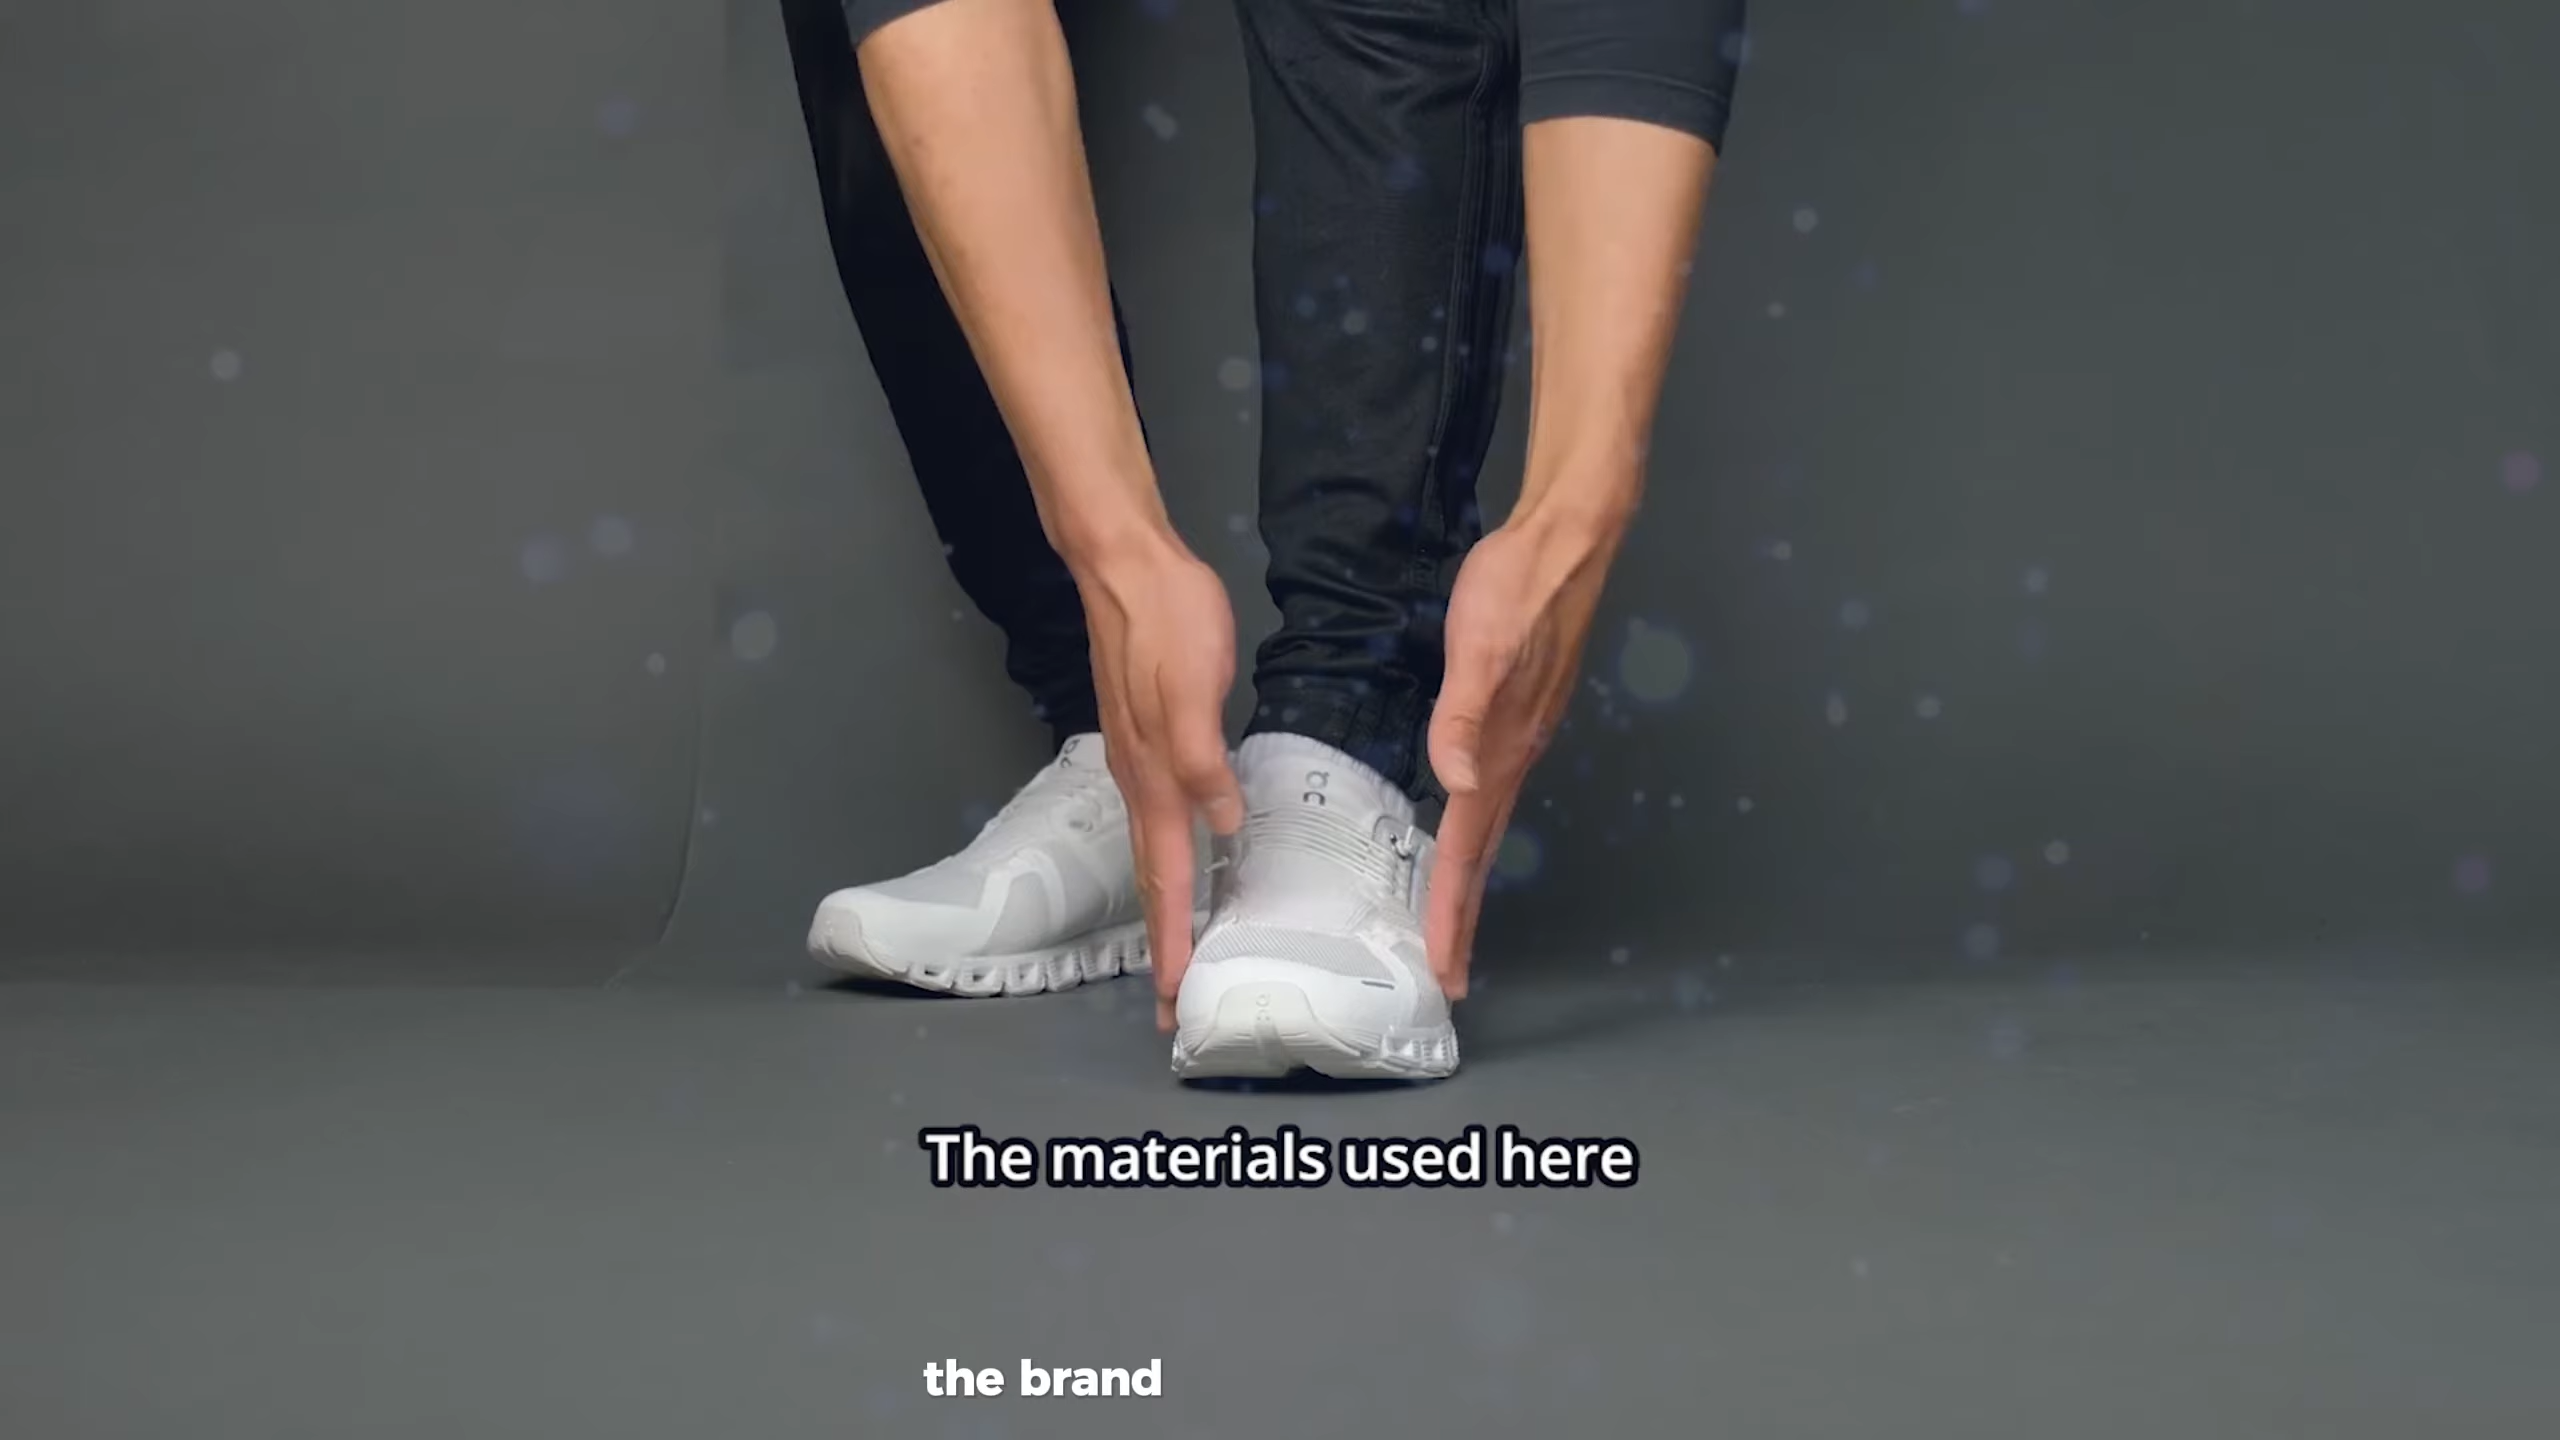 The materials used here
the brand